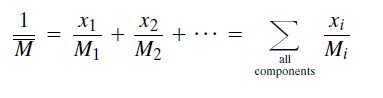 1/M̅ = x1/M1 + x2/M2 + ⋯ = ∑ all components xi/Mi